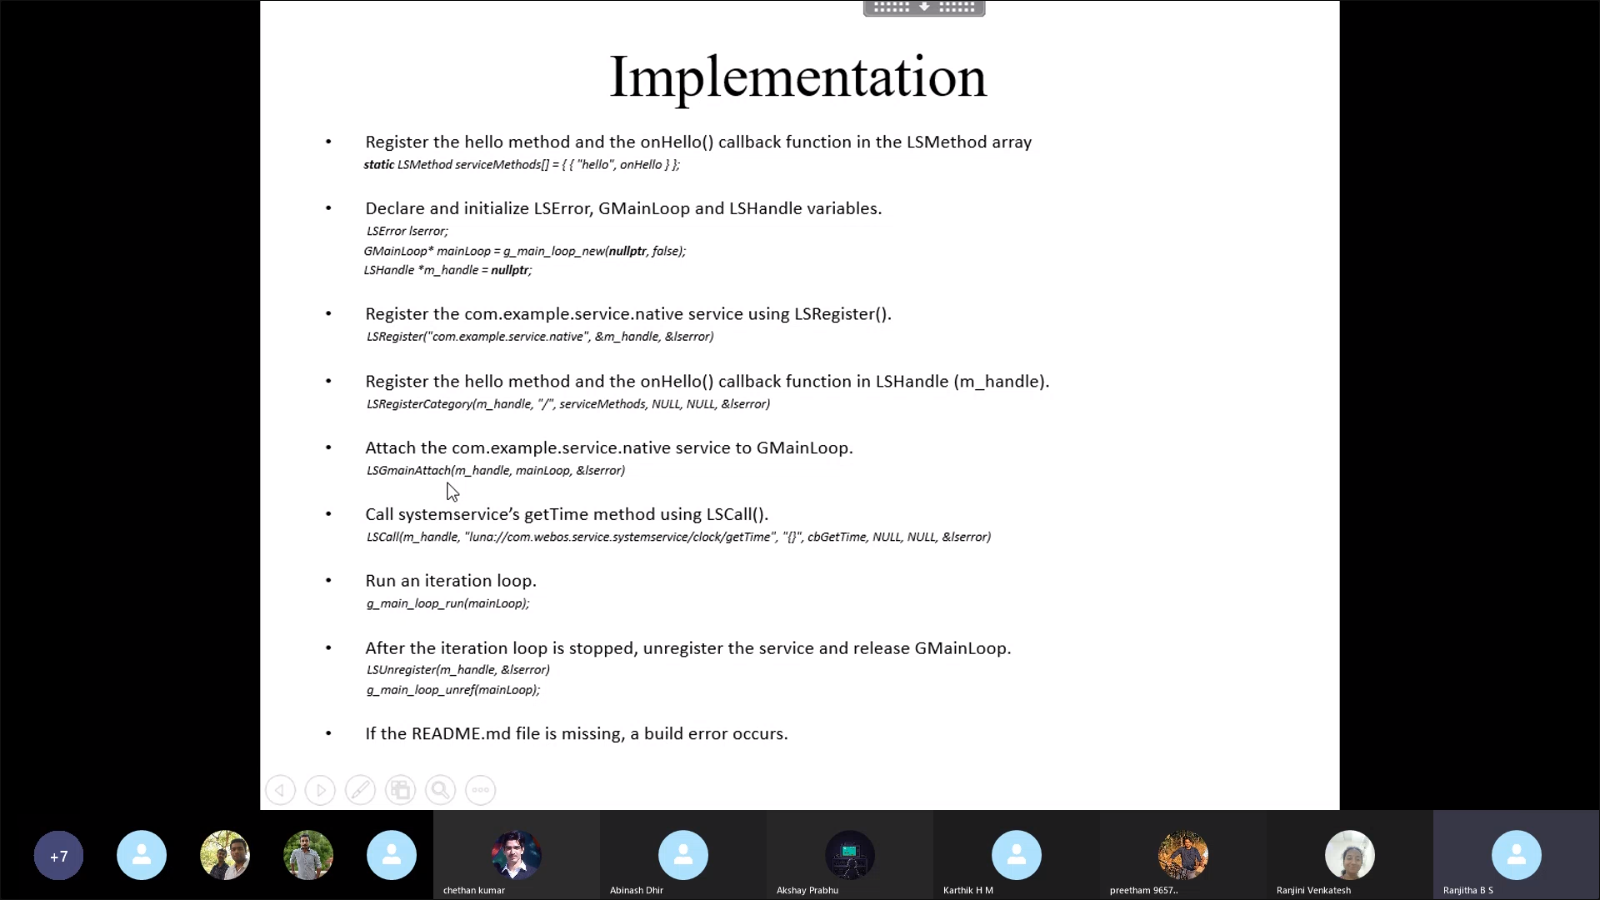 Implementation
• Register the hello method and the onHello() callback function in the LSMethod array
static LSMethod serviceMethods[] = { { "hello", onHello } };
• Declare and initialize LSError, GMainLoop and LSHandle variables.
LSError lserror;
GMainLoop* mainLoop = g_main_loop_new(nullptr, false);
LSHandle *m_handle = nullptr;
• Register the com.example.service.native service using LSRegister().
LSRegister("com.example.service.native", &m_handle, &lserror)
• Register the hello method and the onHello() callback function in LSHandle (m_handle).
LSRegisterCategory(m_handle, "/", serviceMethods, NULL, NULL, &lserror)
• Attach the com.example.service.native service to GMainLoop.
LSGmainAttach(m_handle, mainLoop, &lserror)
• Call systemservice’s getTime method using LSCall().
LSCall(m_handle, "luna://com.webos.service.systemservice/clock/getTime", "{}", cbGetTime, NULL, NULL, &lserror)
• Run an iteration loop.
g_main_loop_run(mainLoop);
• After the iteration loop is stopped, unregister the service and release GMainLoop.
LSUnregister(m_handle, &lserror)
g_main_loop_unref(mainLoop);
• If the README.md file is missing, a build error occurs.
+7
chethan kumar
Abinash Dhir
Akshay Prabhu
Karthik H M
preetham 9657..
Ranjini Venkatesh
Ranjitha B S